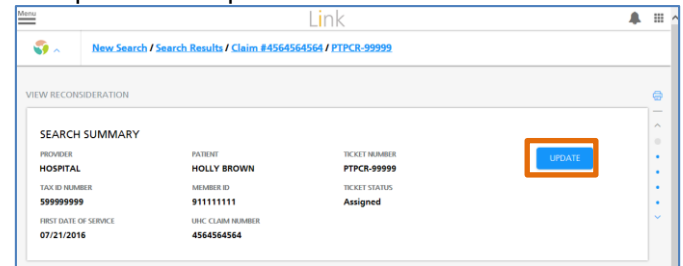 Menu
Link
New Search / Search Results / Claim #4564564564 / PTPCR-99999
VIEW RECONSIDERATION
SEARCH SUMMARY
PROVIDER PATIENT TICKET NUMBER
HOSPITAL HOLLY BROWN PTPCR-99999
UPDATE
TAX ID NUMBER MEMBER ID TICKET STATUS
599999999 911111111 Assigned
FIRST DATE OF SERVICE UHC CLAIM NUMBER
07/21/2016 4564564564